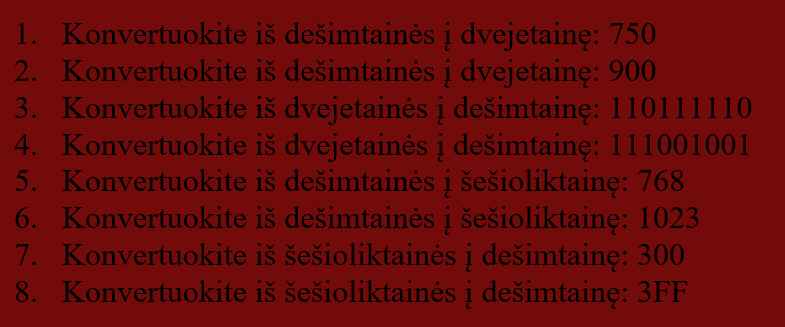 1. Konvertuokite iš dešimtainės į dvejetainę: 750
2. Konvertuokite iš dešimtainės į dvejetainę: 900
3. Konvertuokite iš dvejetainės į dešimtainę: 110111110
4. Konvertuokite iš dvejetainės į dešimtainę: 111001001
5. Konvertuokite iš dešimtainės į šešioliktainę: 768
6. Konvertuokite iš dešimtainės į šešioliktainę: 1023
7. Konvertuokite iš šešioliktainės į dešimtainę: 300
8. Konvertuokite iš šešioliktainės į dešimtainę: 3FF